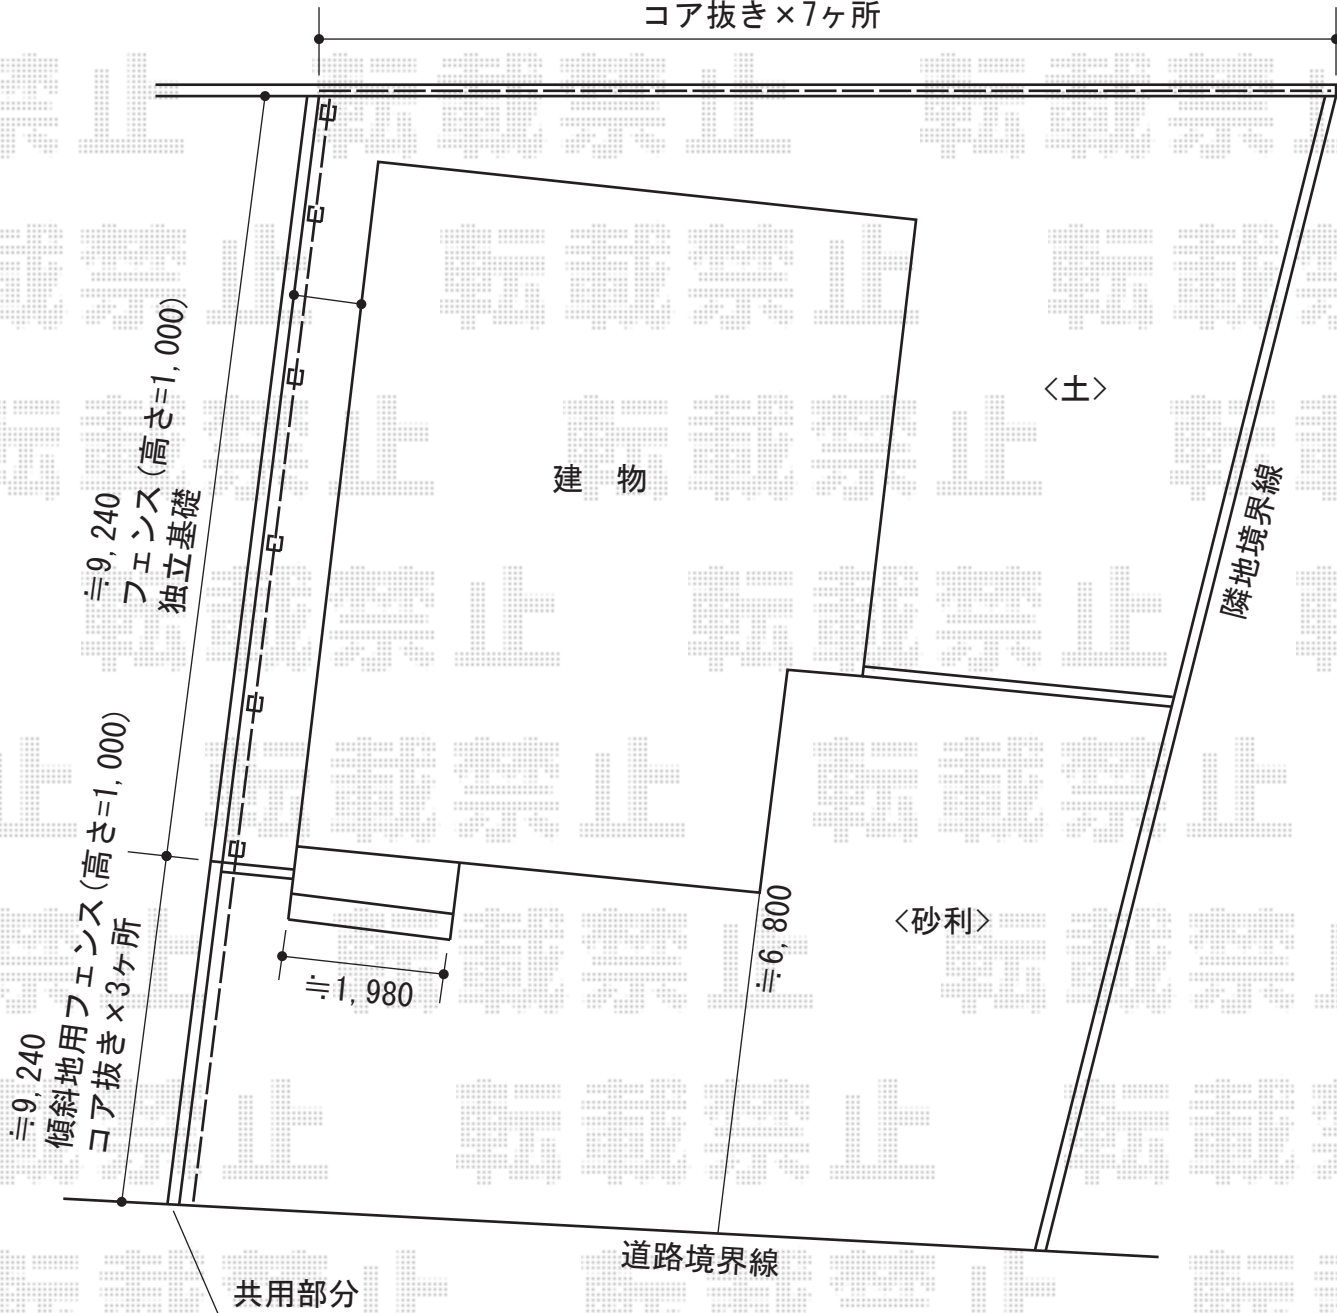 コア抜き×7ヶ所
≒9,240
フェンス(高さ=1,000)
独立基礎
建 物
<土>
隣地境界線
≒9,240
傾斜地用フェンス(高さ=1,000)
コア抜き×3ヶ所
≒1,980
≒6,800
<砂利>
道路境界線
共用部分
転載禁止